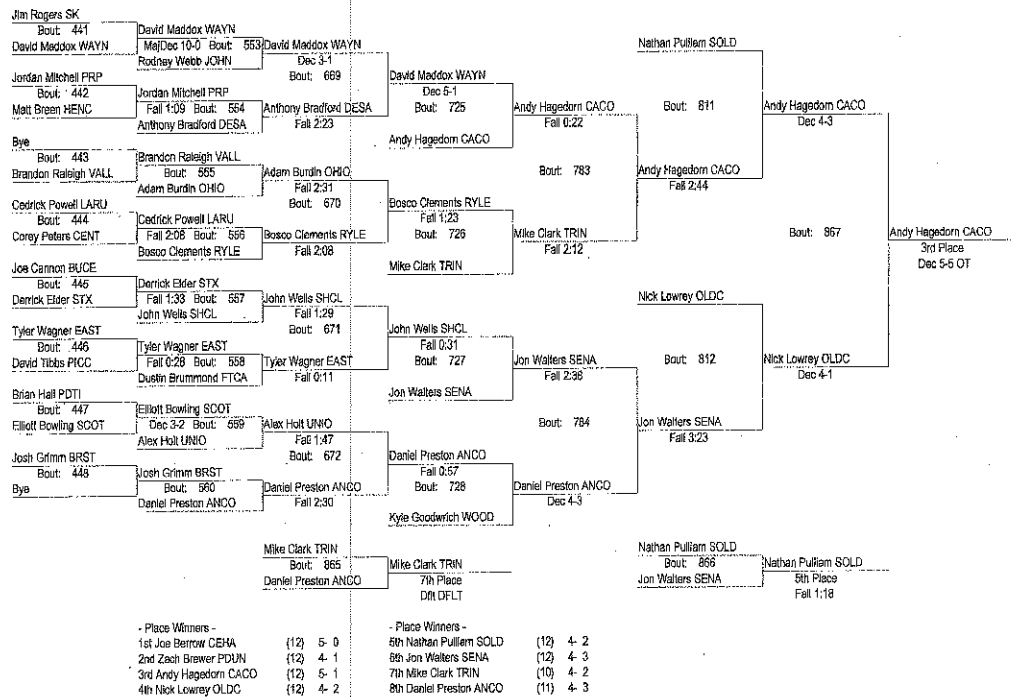 Jim Rogers SK
Bout: 441
David Maddox WAYN
Jordan Mitchell PRP
Bout: 442
Matt Breen HENC
Bye
Bout: 443
Brandon Raleigh VALL
Cedrick Powell LARU
Bout: 444
Corey Peters CENT
Joe Cannon BUCE
Bout: 445
Derrick Elder STX
Tyler Wagner EAST
Bout: 446
David Tibbs PICC
Brian Hall PDTI
Bout: 447
Elliott Bowling SCOT
Josh Grimm BRST
Bout: 448
Bye
David Maddox WAYN
MajDec 10-0 Bout: 553
Rodney Webb JOHN
Jordan Mitchell PRP
Fall 1:09 Bout: 554
Anthony Bradford DESA
Brandon Raleigh VALL
Bout: 555
Adam Burdin OHIO
Cedrick Powell LARU
Fall 2:08 Bout: 556
Bosco Clements RYLE
Derrick Elder STX
Fall 1:33 Bout: 557
John Wells SHCL
Tyler Wagner EAST
Fall 0:26 Bout: 558
Dustin Brummond FTCA
Elliott Bowling SCOT
Dec 3-2 Bout: 559
Alex Holt UNIO
Josh Grimm BRST
Bout: 560
Daniel Preston ANCO
David Maddox WAYN
Dec 3-1
Bout: 669
Anthony Bradford DESA
Fall 2:23
Adam Burdin OHIO
Fall 2:31
Bout: 670
Bosco Clements RYLE
Fall 2:08
John Wells SHCL
Fall 1:29
Bout: 671
Tyler Wagner EAST
Fall 0:11
Alex Holt UNIO
Fall 1:47
Bout: 672
Daniel Preston ANCO
Fall 2:30
David Maddox WAYN
Dec 5-1
Bout: 725
Andy Hagedorn CACO
Bosco Clements RYLE
Fall 1:23
Bout: 726
Mike Clark TRIN
John Wells SHCL
Fall 0:31
Bout: 727
Jon Walters SENA
Daniel Preston ANCO
Fall 0:57
Bout: 728
Kyle Goodwrich WOOD
Andy Hagedorn CACO
Fall 0:22
Bout: 783
Mike Clark TRIN
Fall 2:12
Jon Walters SENA
Fall 2:36
Bout: 784
Daniel Preston ANCO
Dec 4-3
Nathan Pulliam SOLD
Bout: 811
Andy Hagedorn CACO
Fall 2:44
Nick Lowrey OLDC
Bout: 812
Jon Walters SENA
Fall 3:23
Andy Hagedorn CACO
Dec 4-3
Bout: 867
Nick Lowrey OLDC
Dec 4-1
Andy Hagedorn CACO
3rd Place
Dec 5-5 OT
Mike Clark TRIN
Bout: 865
Daniel Preston ANCO
Mike Clark TRIN
7th Place
Dflt DFLT
Nathan Pulliam SOLD
Bout: 866
Jon Walters SENA
Nathan Pulliam SOLD
5th Place
Fall 1:18
- Place Winners -
1st Joe Berrow CEHA (12) 5- 0
2nd Zach Brewer PDUN (12) 4- 1
3rd Andy Hagedorn CACO (12) 5- 1
4th Nick Lowrey OLDC (12) 4- 2
- Place Winners -
5th Nathan Pulliam SOLD (12) 4- 2
6th Jon Walters SENA (12) 4- 3
7th Mike Clark TRIN (10) 4- 2
8th Daniel Preston ANCO (11) 4- 3